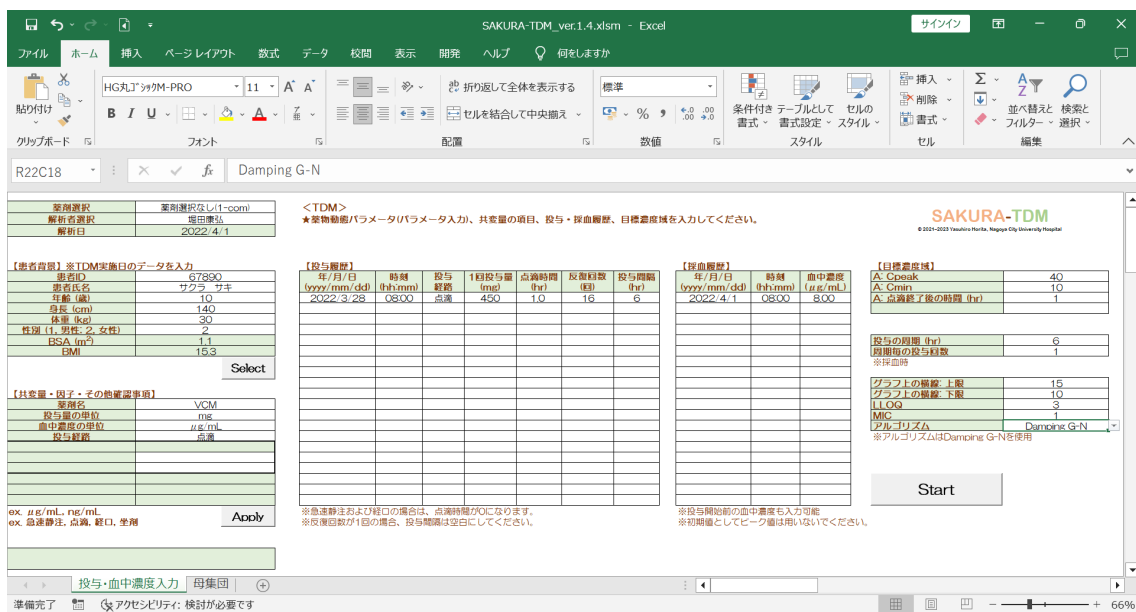 SAKURA-TDM_ver.1.4.xlsm - Excel
サインイン
ファイル ホーム 挿入 ページ レイアウト 数式 データ 校閲 表示 開発 ヘルプ 何をしますか
貼り付け
クリップボード
HG丸ｺﾞｼｯｸM-PRO 11
B I U
フォント
折り返して全体を表示する
セルを結合して中央揃え
配置
標準
数値
条件付き 書式
テーブルとして 書式設定
セルの スタイル
スタイル
挿入
削除
書式
セル
並べ替えと フィルター
検索と 選択
編集
R22C18 fx Damping G-N
薬剤選択 薬剤選択なし(1-com)
解析者選択 堀田康弘
解析日 2022/4/1
<TDM>
★薬物動態パラメータ(パラメータ入力)、共変量の項目、投与・採血履歴、目標濃度域を入力してください。
SAKURA-TDM
© 2021-2023 Yasuhiro Horita, Nagoya City University Hospital
【患者背景】※TDM実施日のデータを入力
患者ID 67890
患者氏名 サクラ サキ
年齢 (歳) 10
身長 (cm) 140
体重 (kg) 30
性別 (1, 男性; 2, 女性) 2
BSA (m²) 1.1
BMI 15.3
Select
【共変量・因子・その他確認事項】
薬剤名 VCM
投与量の単位 mg
血中濃度の単位 μg/mL
投与経路 点滴
ex. μg/mL, ng/mL
ex. 急速静注, 点滴, 経口, 坐剤
Apply
【投与履歴】
年/月/日 (yyyy/mm/dd) 時刻 (hh:mm) 投与 経路 1回投与量 (mg) 点滴時間 (hr) 反復回数 (回) 投与間隔 (hr)
2022/3/28 08:00 点滴 450 1.0 16 6
※急速静注および経口の場合は、点滴時間が0になります。
※反復回数が1回の場合、投与間隔は空白にしてください。
【採血履歴】
年/月/日 (yyyy/mm/dd) 時刻 (hh:mm) 血中濃度 (μg/mL)
2022/4/1 08:00 8.00
※投与開始前の血中濃度も入力可能
※初期値としてピーク値は用いないでください。
【目標濃度域】
A: Cpeak 40
A: Cmin 10
A: 点滴終了後の時間 (hr) 1
投与の周期 (hr) 6
周期毎の投与回数 1
※採血時
グラフ上の横線: 上限 15
グラフ上の横線: 下限 10
LLOQ 3
MIC 1
アルゴリズム Damping G-N
※アルゴリズムはDamping G-Nを使用
Start
投与・血中濃度入力 母集団
準備完了 アクセシビリティ: 検討が必要です 66%